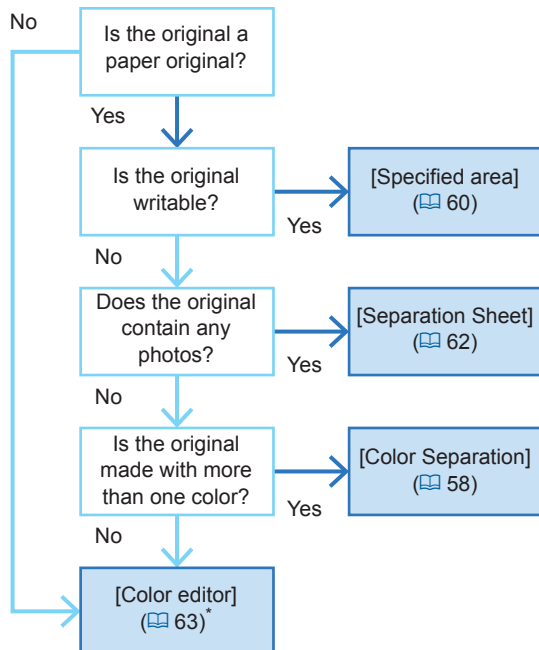 No
Is the original a
paper original?
Yes
Is the original
writable?
Yes
[Specified area]
(📖 60)
No
Does the original
contain any
photos?
Yes
[Separation Sheet]
(📖 62)
No
Is the original
made with more
than one color?
Yes
[Color Separation]
(📖 58)
No
[Color editor]
(📖 63)*